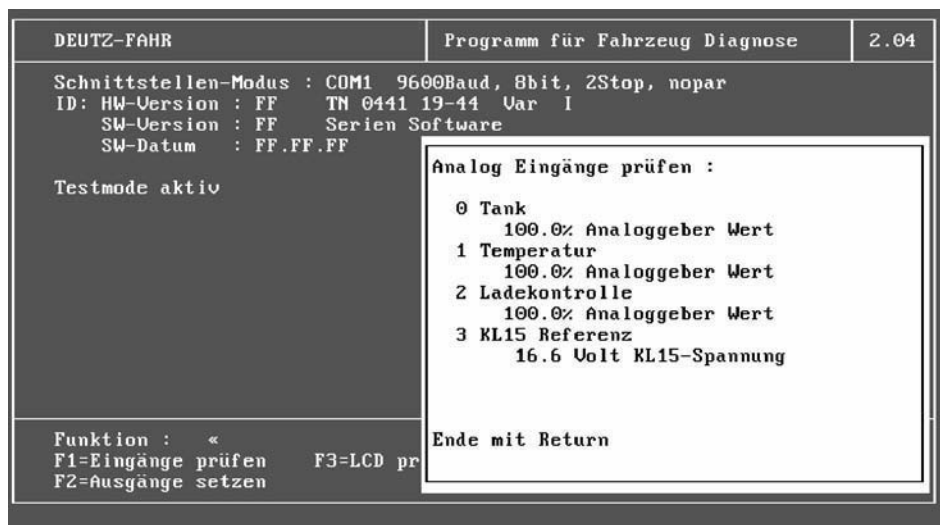 DEUTZ-FAHR
Programm für Fahrzeug Diagnose
2.04
Schnittstellen-Modus : COM1 9600Baud, 8bit, 2Stop, nopar
ID: HW-Version : FF TN 0441 19-44 Var I
SW-Version : FF Serien Software
SW-Datum : FF.FF.FF
Testmode aktiv
Analog Eingänge prüfen :
0 Tank
100.0% Analoggeber Wert
1 Temperatur
100.0% Analoggeber Wert
2 Ladekontrolle
100.0% Analoggeber Wert
3 KL15 Referenz
16.6 Volt KL15-Spannung
Ende mit Return
Funktion : «
F1=Eingänge prüfen F3=LCD pr
F2=Ausgänge setzen